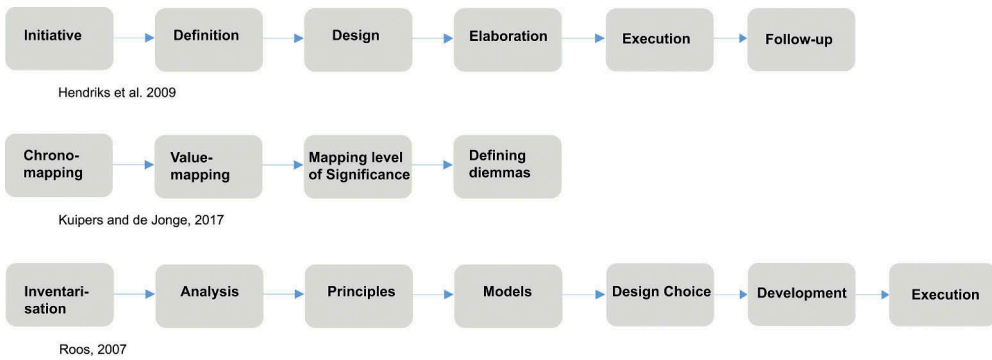 Initiative
Definition
Design
Elaboration
Execution
Follow-up
Hendriks et al. 2009
Chrono-
mapping
Value-
mapping
Mapping level
of Significance
Defining
diemmas
Kuipers and de Jonge, 2017
Inventari-
sation
Analysis
Principles
Models
Design Choice
Development
Execution
Roos, 2007